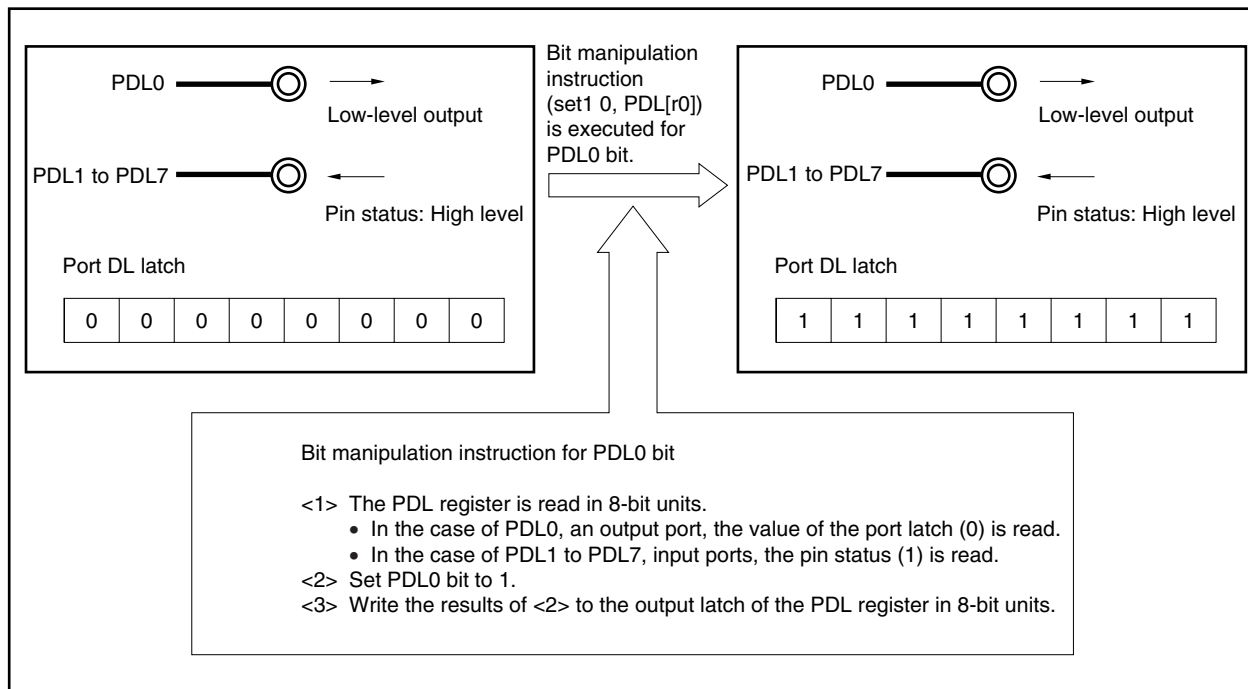 PDL0
Low-level output
PDL1 to PDL7
Pin status: High level
Port DL latch
0 0 0 0 0 0 0 0
Bit manipulation
instruction
(set1 0, PDL[r0])
is executed for
PDL0 bit.
PDL0
Low-level output
PDL1 to PDL7
Pin status: High level
Port DL latch
1 1 1 1 1 1 1 1
Bit manipulation instruction for PDL0 bit
<1> The PDL register is read in 8-bit units.
• In the case of PDL0, an output port, the value of the port latch (0) is read.
• In the case of PDL1 to PDL7, input ports, the pin status (1) is read.
<2> Set PDL0 bit to 1.
<3> Write the results of <2> to the output latch of the PDL register in 8-bit units.